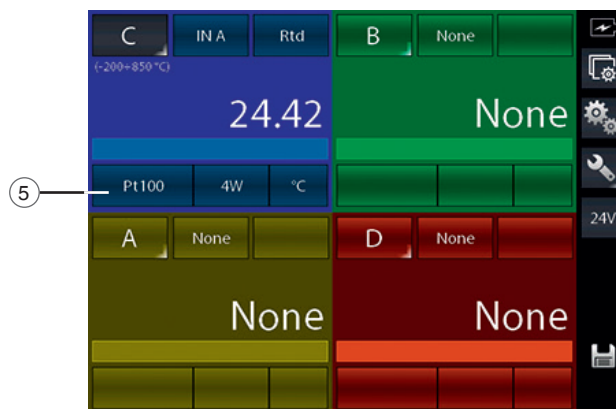 C IN A Rtd
(-200÷850 °C)
24.42
Pt100 4W °C
B None
None
A None
None
D None
None
24V
5